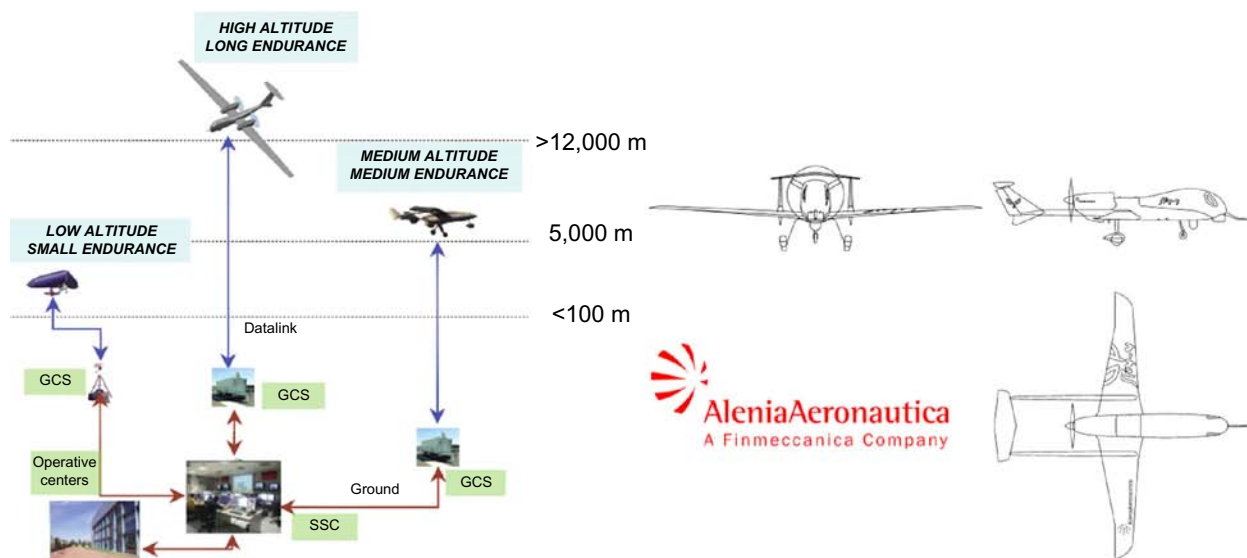 HIGH ALTITUDE
LONG ENDURANCE
>12,000 m
MEDIUM ALTITUDE
MEDIUM ENDURANCE
5,000 m
LOW ALTITUDE
SMALL ENDURANCE
<100 m
Datalink
GCS
GCS
GCS
Operative
centers
Ground
SSC
AleniaAeronautica
A Finmeccanica Company